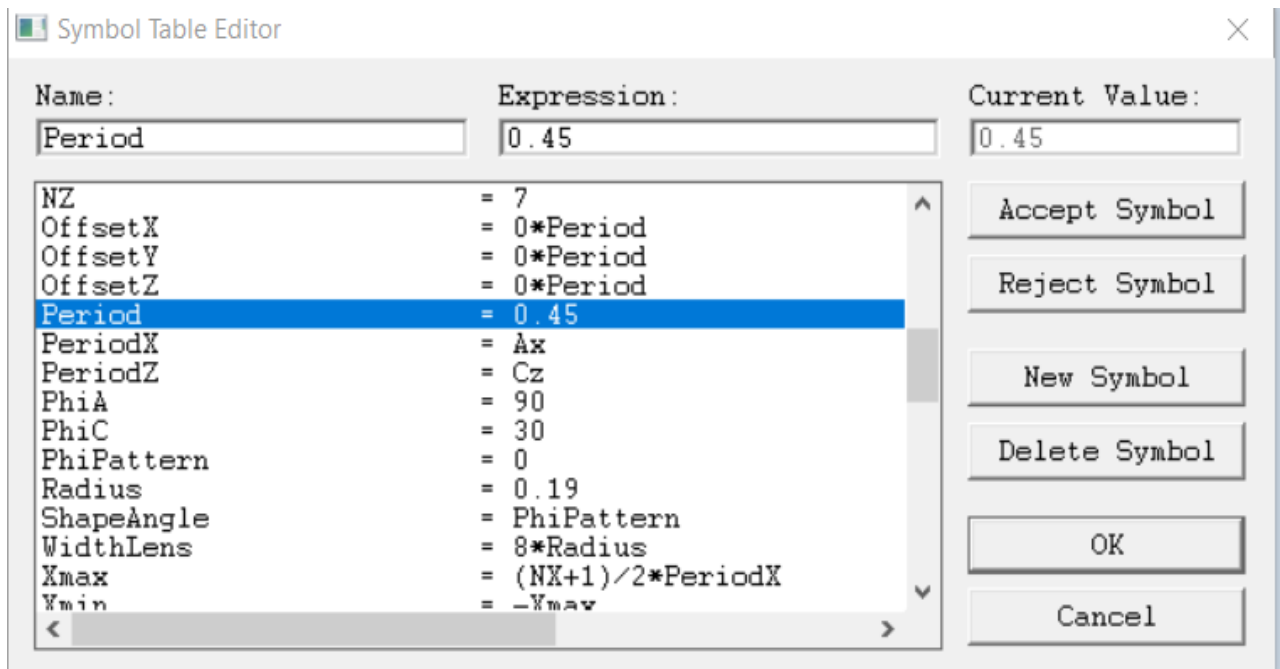 Symbol Table Editor
Name: Expression: Current Value:
Period 0.45 0.45
NZ = 7
OffsetX = 0*Period
OffsetY = 0*Period
OffsetZ = 0*Period
Period = 0.45
PeriodX = Ax
PeriodZ = Cz
PhiA = 90
PhiC = 30
PhiPattern = 0
Radius = 0.19
ShapeAngle = PhiPattern
WidthLens = 8*Radius
Xmax = (NX+1)/2*PeriodX
Xmin = -Xmax
Accept Symbol
Reject Symbol
New Symbol
Delete Symbol
OK
Cancel